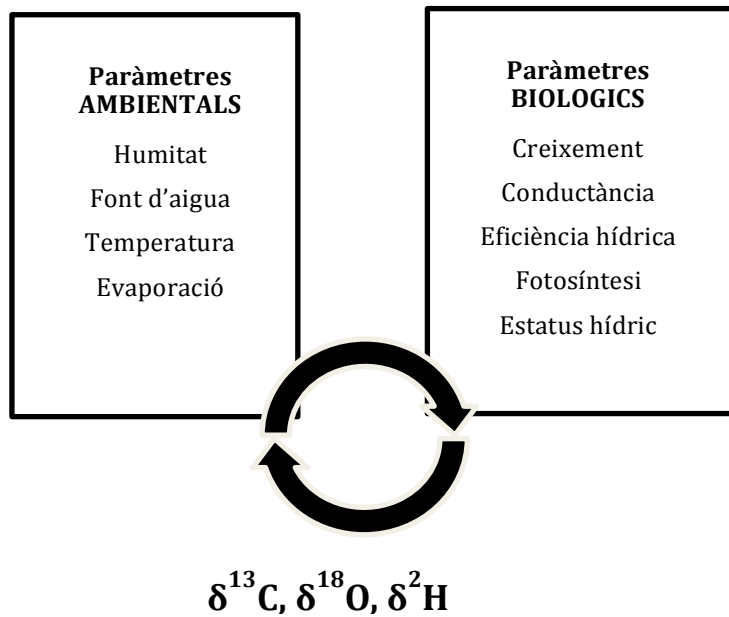 Paràmetres
AMBIENTALS
Humitat
Font d’aigua
Temperatura
Evaporació
Paràmetres
BIOLOGICS
Creixement
Conductància
Eficiència hídrica
Fotosíntesi
Estatus hídric
δ¹³C, δ¹⁸O, δ²H